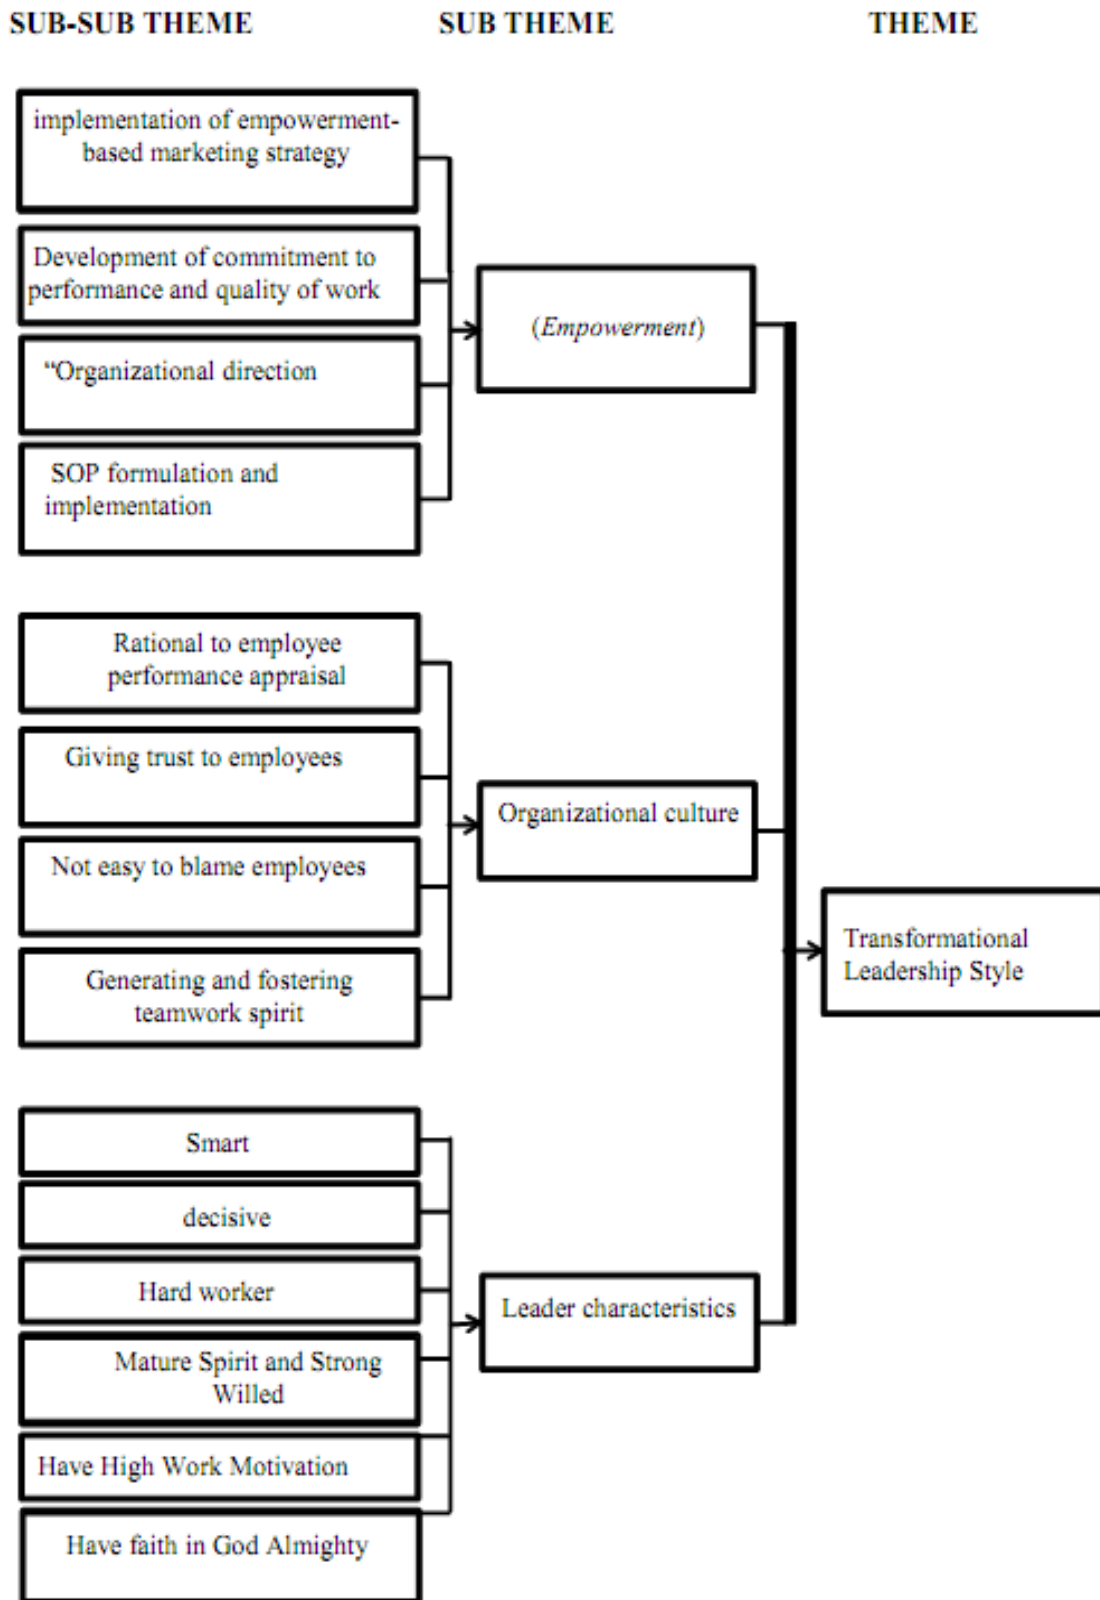 SUB-SUB THEME
SUB THEME
THEME
implementation of empowerment-
based marketing strategy
Development of commitment to
performance and quality of work
“Organizational direction
SOP formulation and
implementation
(Empowerment)
Rational to employee
performance appraisal
Giving trust to employees
Not easy to blame employees
Generating and fostering
teamwork spirit
Organizational culture
Smart
decisive
Hard worker
Mature Spirit and Strong
Willed
Have High Work Motivation
Have faith in God Almighty
Leader characteristics
Transformational
Leadership Style